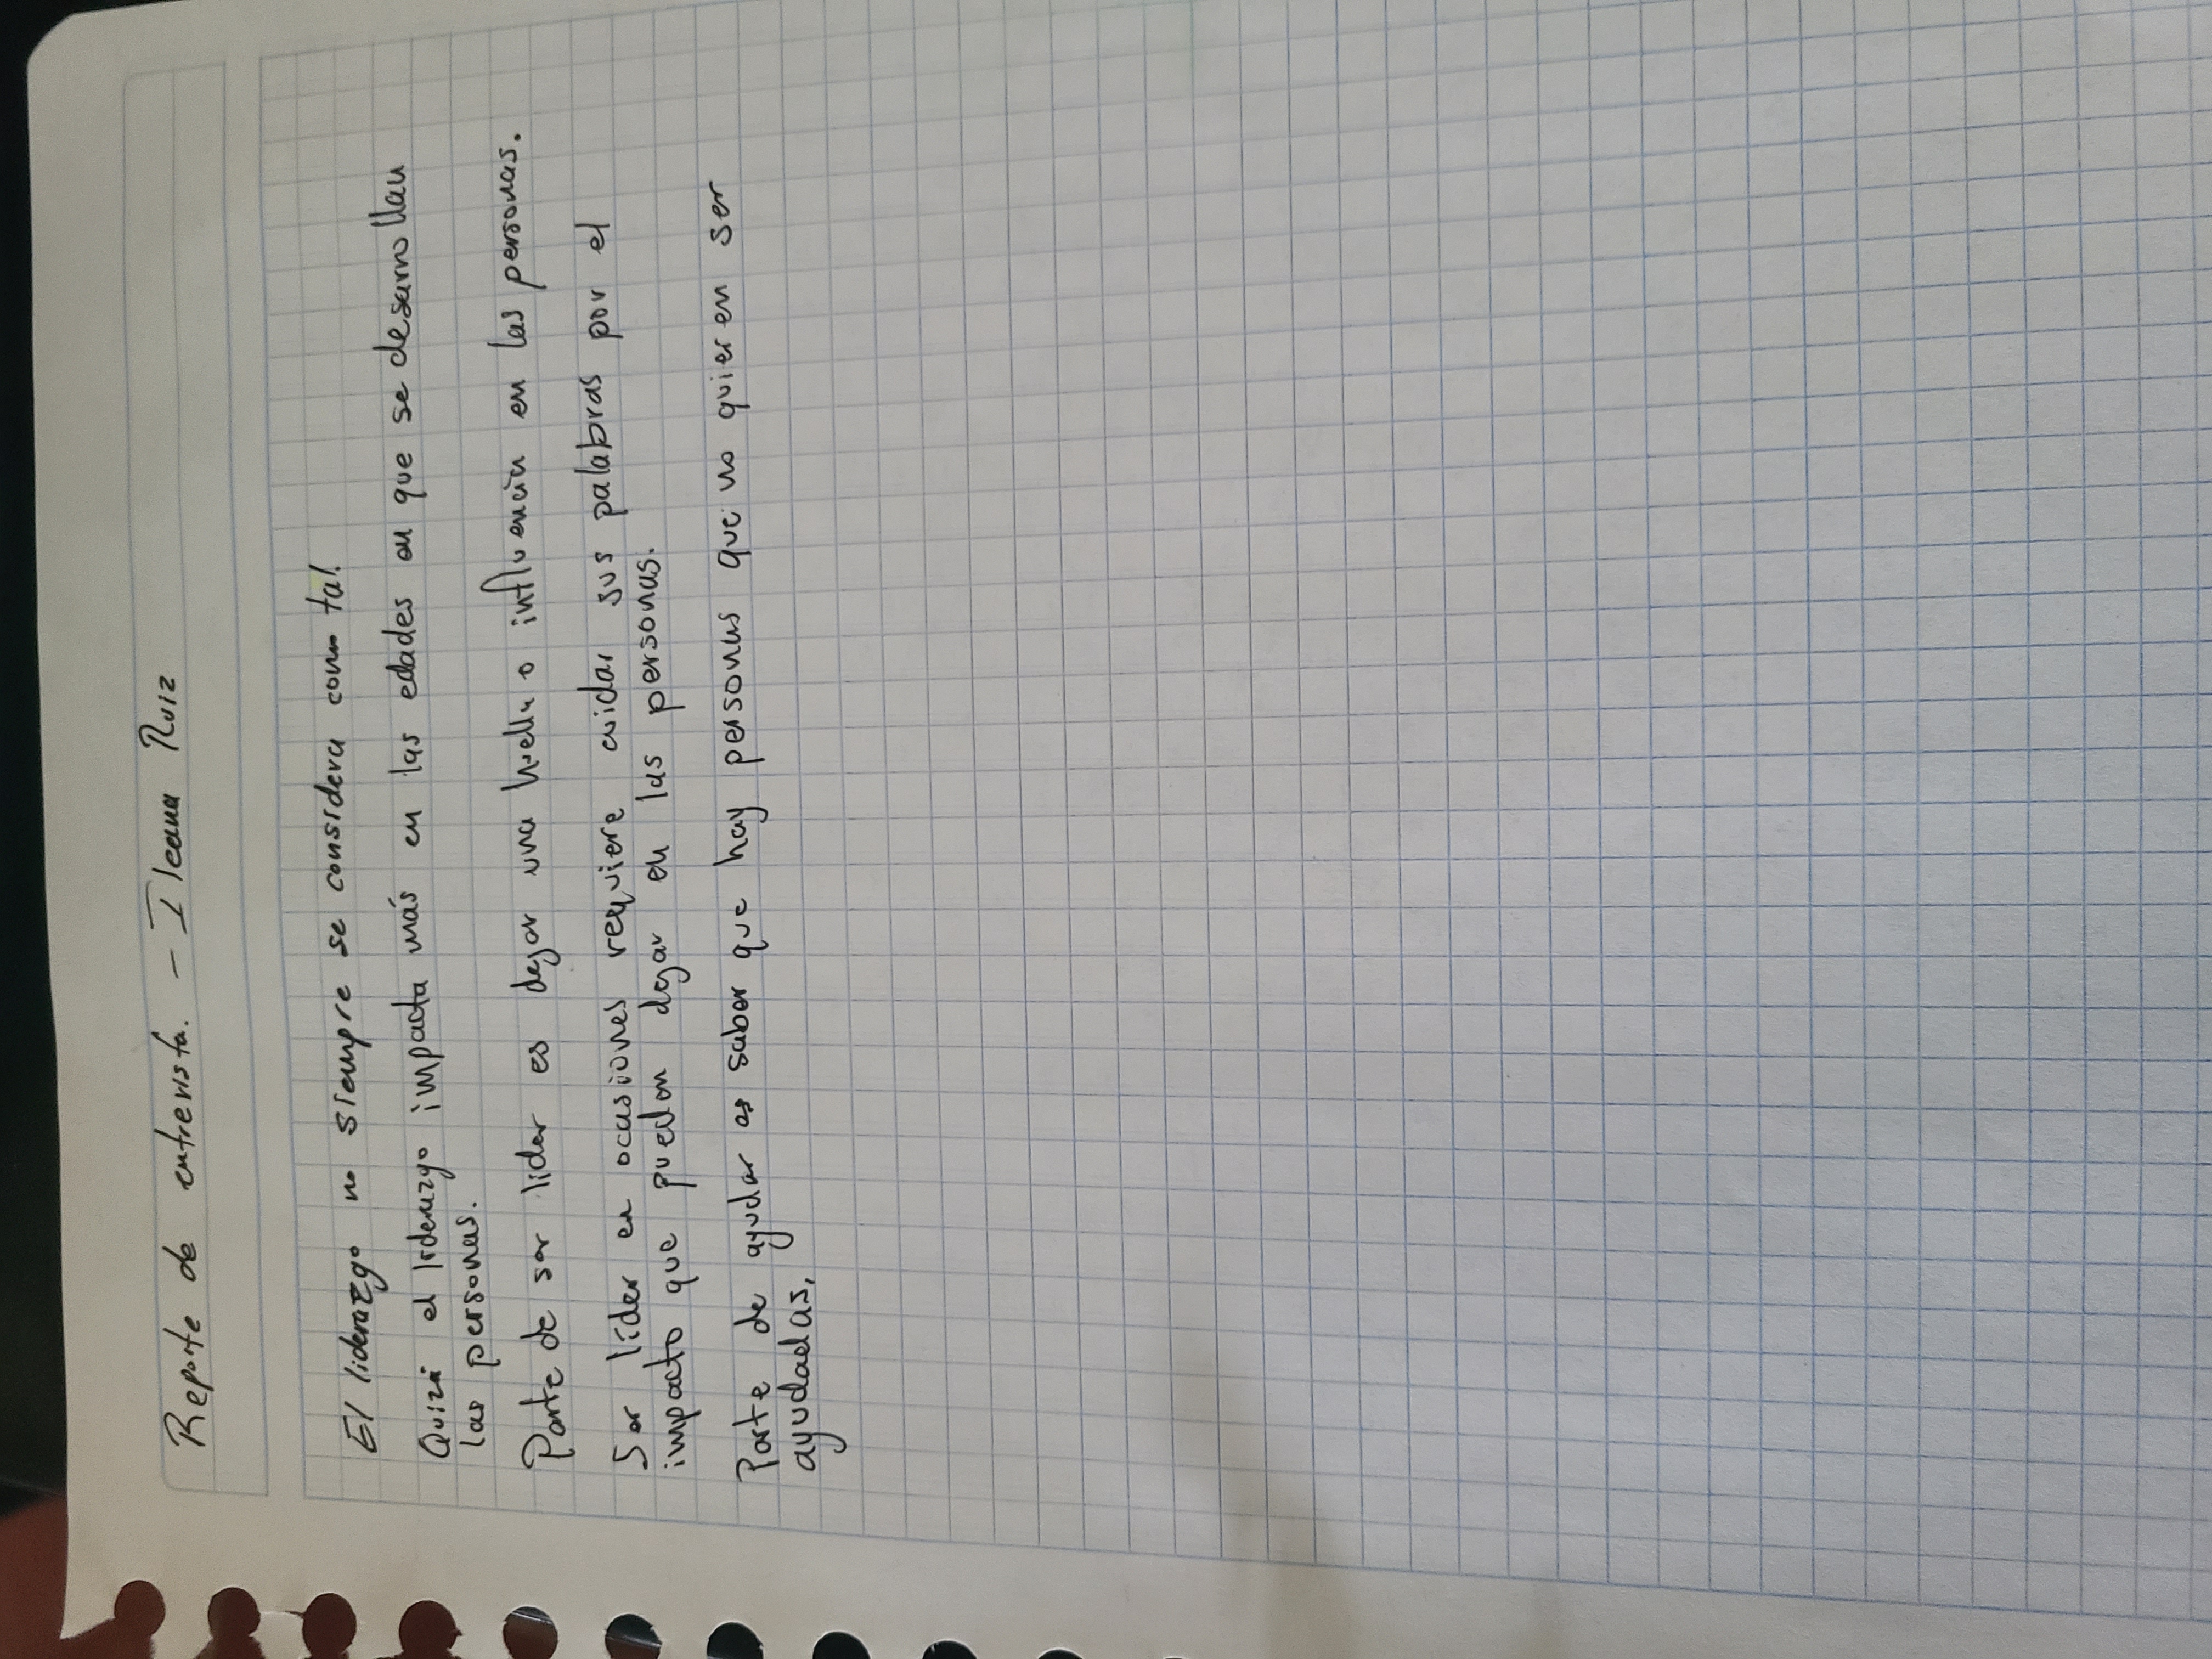 Reporte de entrevista. - Ileana Ruiz
El liderazgo no siempre se considera como tal.
Quizá el liderazgo impacta más en las edades en que se desarrollan
las personas.
Parte de ser lider es dejar una huella o influencia en las personas.
Ser líder en ocasiones requiere cuidar sus palabras por el
impacto que pueden dejar en las personas.
Parte de ayudar es saber que hay personas que no quieren ser
ayudadas.